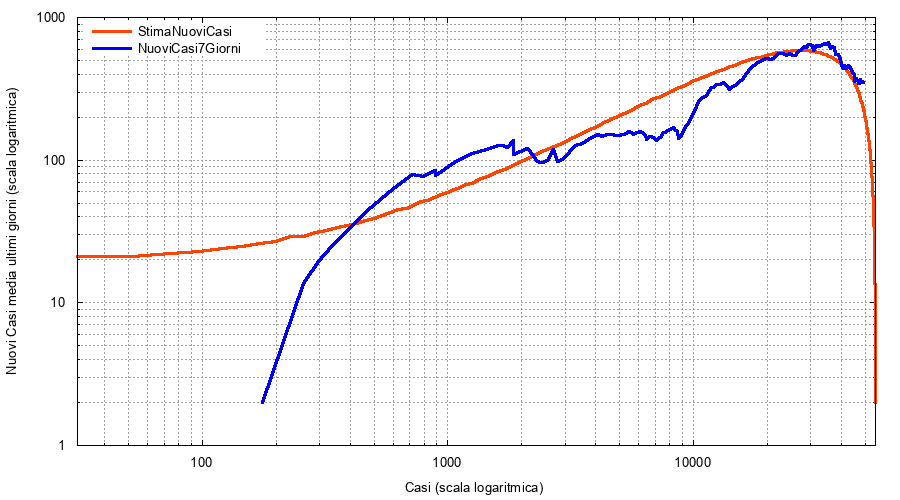 1000
StimaNuoviCasi
NuoviCasi7Giorni
100
10
1
Nuovi Casi media ultimi giorni (scala logaritmica)
100
1000
10000
Casi (scala logaritmica)